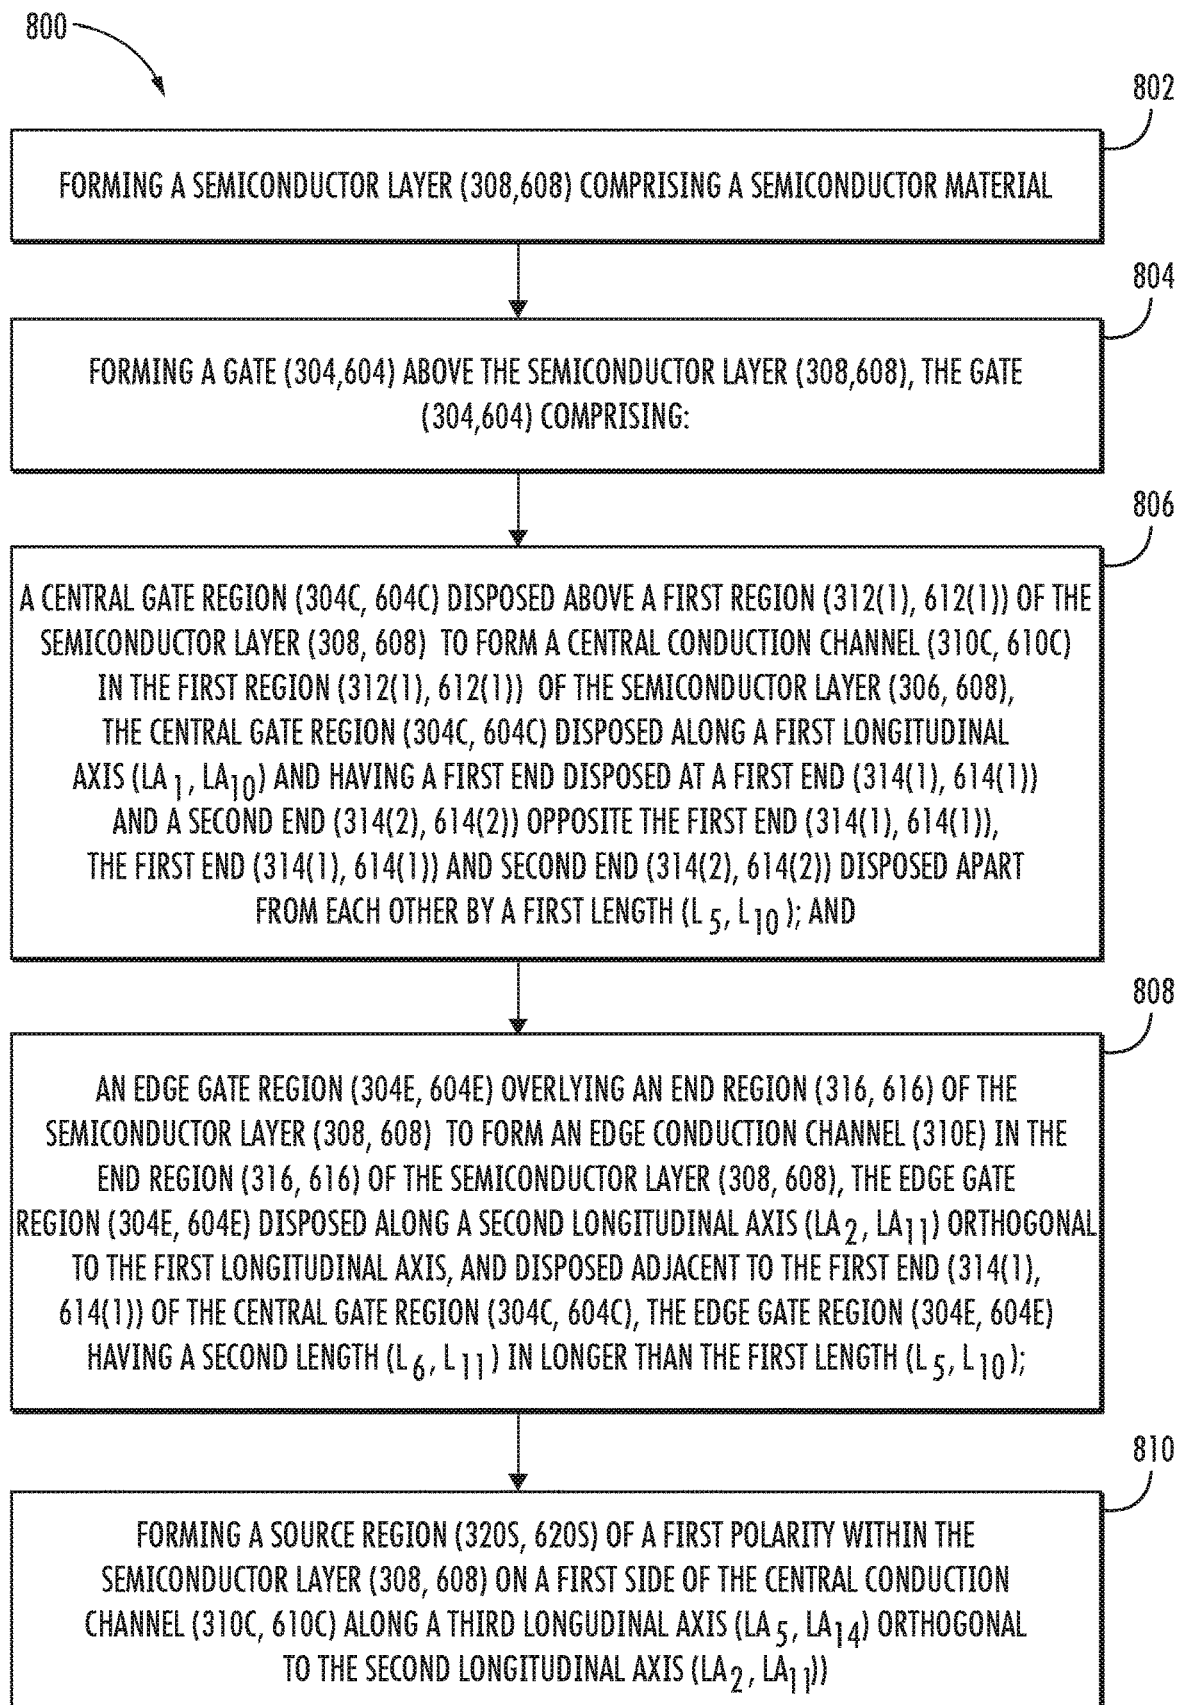 800
802
FORMING A SEMICONDUCTOR LAYER (308,608) COMPRISING A SEMICONDUCTOR MATERIAL
804
FORMING A GATE (304,604) ABOVE THE SEMICONDUCTOR LAYER (308,608), THE GATE
(304,604) COMPRISING:
806
A CENTRAL GATE REGION (304C, 604C) DISPOSED ABOVE A FIRST REGION (312(1), 612(1)) OF THE
SEMICONDUCTOR LAYER (308, 608) TO FORM A CENTRAL CONDUCTION CHANNEL (310C, 610C)
IN THE FIRST REGION (312(1), 612(1)) OF THE SEMICONDUCTOR LAYER (306, 608),
THE CENTRAL GATE REGION (304C, 604C) DISPOSED ALONG A FIRST LONGITUDINAL
AXIS (LA1, LA10) AND HAVING A FIRST END DISPOSED AT A FIRST END (314(1), 614(1))
AND A SECOND END (314(2), 614(2)) OPPOSITE THE FIRST END (314(1), 614(1)),
THE FIRST END (314(1), 614(1)) AND SECOND END (314(2), 614(2)) DISPOSED APART
FROM EACH OTHER BY A FIRST LENGTH (L5, L10); AND
808
AN EDGE GATE REGION (304E, 604E) OVERLYING AN END REGION (316, 616) OF THE
SEMICONDUCTOR LAYER (308, 608) TO FORM AN EDGE CONDUCTION CHANNEL (310E) IN THE
END REGION (316, 616) OF THE SEMICONDUCTOR LAYER (308, 608), THE EDGE GATE
REGION (304E, 604E) DISPOSED ALONG A SECOND LONGITUDINAL AXIS (LA2, LA11) ORTHOGONAL
TO THE FIRST LONGITUDINAL AXIS, AND DISPOSED ADJACENT TO THE FIRST END (314(1),
614(1)) OF THE CENTRAL GATE REGION (304C, 604C), THE EDGE GATE REGION (304E, 604E)
HAVING A SECOND LENGTH (L6, L11) IN LONGER THAN THE FIRST LENGTH (L5, L10);
810
FORMING A SOURCE REGION (320S, 620S) OF A FIRST POLARITY WITHIN THE
SEMICONDUCTOR LAYER (308, 608) ON A FIRST SIDE OF THE CENTRAL CONDUCTION
CHANNEL (310C, 610C) ALONG A THIRD LONGUDINAL AXIS (LA5, LA14) ORTHOGONAL
TO THE SECOND LONGITUDINAL AXIS (LA2, LA11))